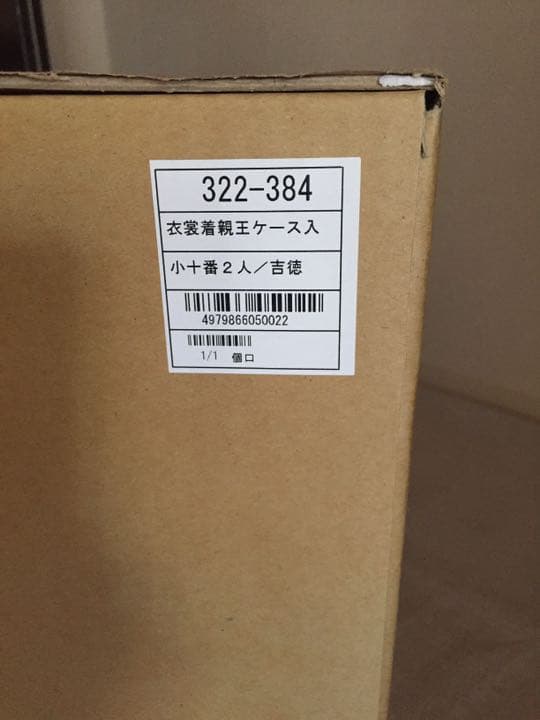 322-384
衣裳着親王ケース入
小十番２人／吉徳
4979866050022
1/1 個口